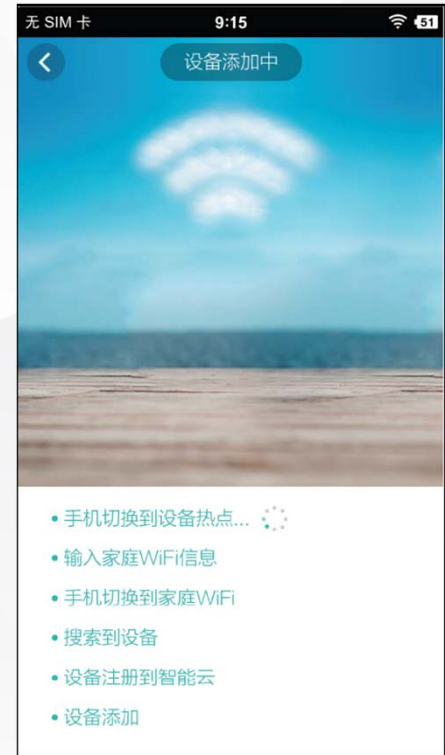 无 SIM 卡 9:15 51
设备添加中
• 手机切换到设备热点...
• 输入家庭WiFi信息
• 手机切换到家庭WiFi
• 搜索到设备
• 设备注册到智能云
• 设备添加